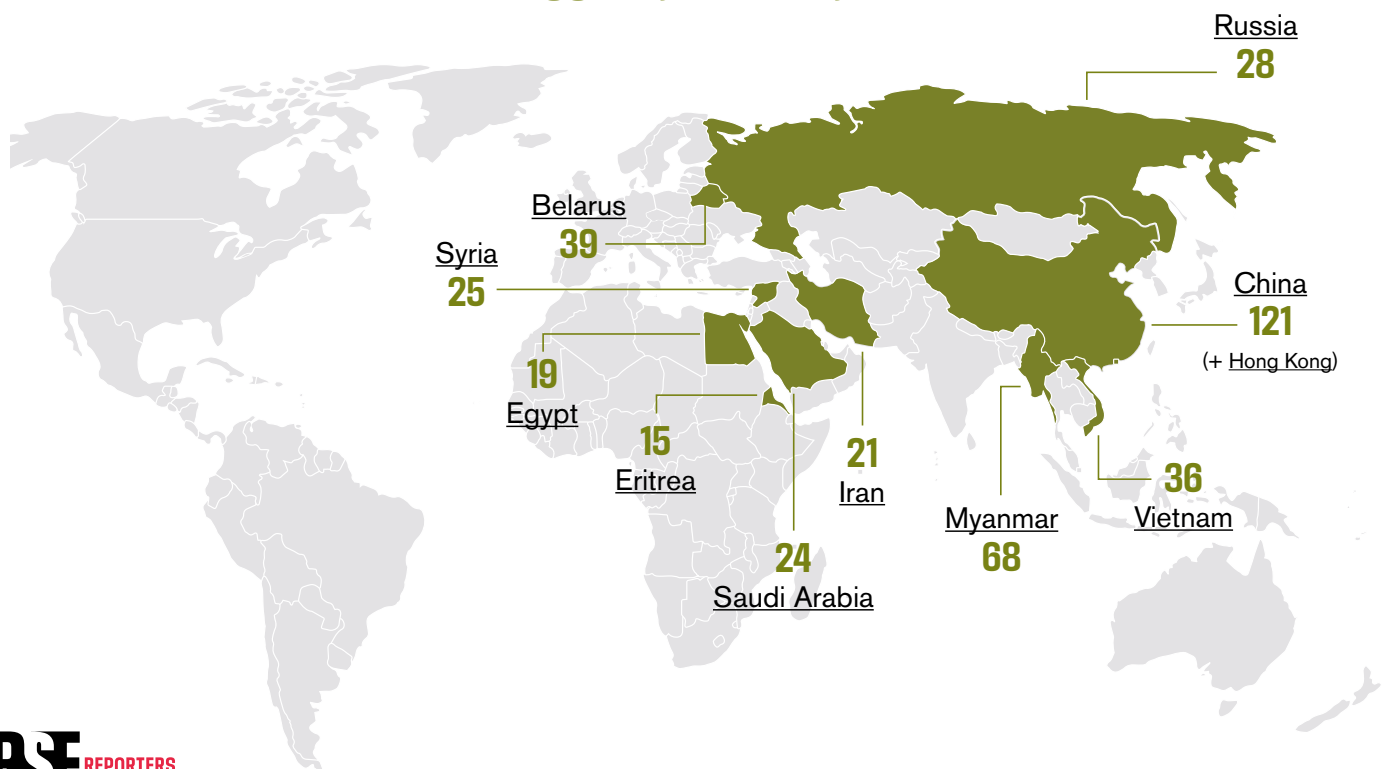 Russia
28
Belarus
39
Syria
25
China
121
(+ Hong Kong)
19
Egypt
15
Eritrea
21
Iran
36
Vietnam
Myanmar
68
24
Saudi Arabia
RSF REPORTERS